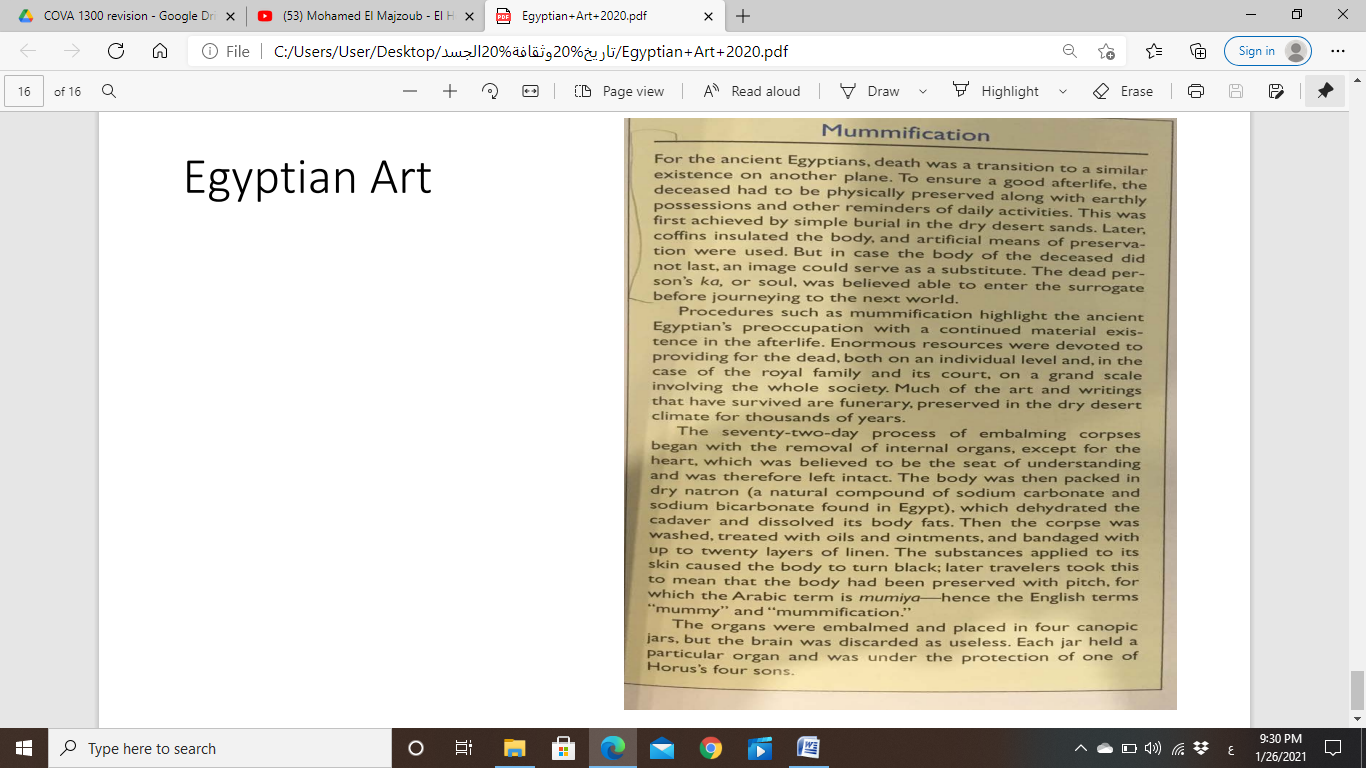 COVA 1300 revision - Google Dri
(53) Mohamed El Majzoub - El H
Egyptian+Art+2020.pdf
File
C:/Users/User/Desktop/تاريخ%20وثقافة%20الجسد/Egyptian+Art+2020.pdf
Sign in
16
of 16
Page view
Read aloud
Draw
Highlight
Erase
Egyptian Art
Mummification
For the ancient Egyptians, death was a transition to a similar
existence on another plane. To ensure a good afterlife, the
deceased had to be physically preserved along with earthly
possessions and other reminders of daily activities. This was
first achieved by simple burial in the dry desert sands. Later,
coffins insulated the body, and artificial means of preserva-
tion were used. But in case the body of the deceased did
not last, an image could serve as a substitute. The dead per-
son's ka, or soul, was believed able to enter the surrogate
before journeying to the next world.
Procedures such as mummification highlight the ancient
Egyptian's preoccupation with a continued material exis-
tence in the afterlife. Enormous resources were devoted to
providing for the dead, both on an individual level and, in the
case of the royal family and its court, on a grand scale
involving the whole society. Much of the art and writings
that have survived are funerary, preserved in the dry desert
climate for thousands of years.
The seventy-two-day process of embalming corpses
began with the removal of internal organs, except for the
heart, which was believed to be the seat of understanding
and was therefore left intact. The body was then packed in
dry natron (a natural compound of sodium carbonate and
sodium bicarbonate found in Egypt), which dehydrated the
cadaver and dissolved its body fats. Then the corpse was
washed, treated with oils and ointments, and bandaged with
up to twenty layers of linen. The substances applied to its
skin caused the body to turn black; later travelers took this
to mean that the body had been preserved with pitch, for
which the Arabic term is mumiya—hence the English terms
"mummy" and "mummification."
The organs were embalmed and placed in four canopic
jars, but the brain was discarded as useless. Each jar held a
particular organ and was under the protection of one of
Horus's four sons.
Type here to search
ع
9:30 PM
1/26/2021